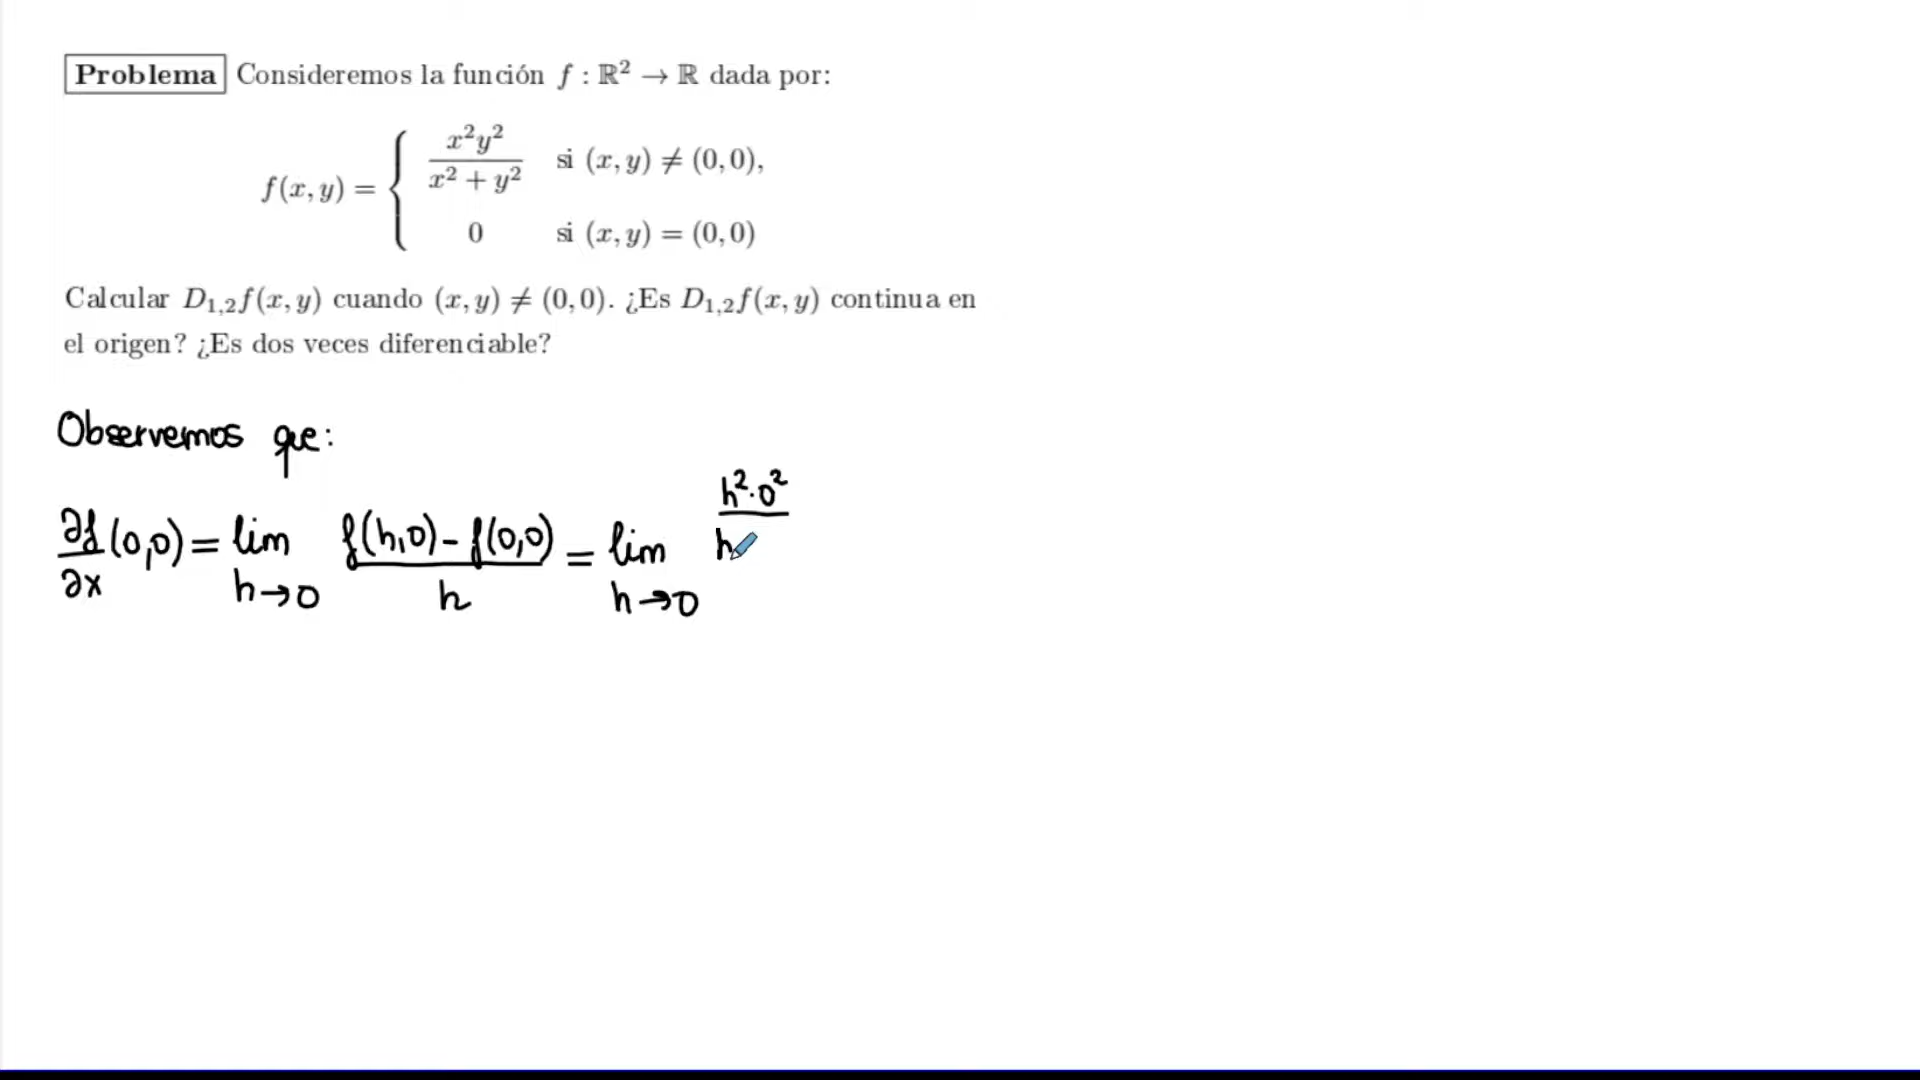 Problema Consideremos la función f : ℝ² → ℝ dada por:
f(x, y) = { x²y² / (x² + y²) si (x, y) ≠ (0, 0),
0 si (x, y) = (0, 0)
Calcular D₁,₂f(x, y) cuando (x, y) ≠ (0, 0). ¿Es D₁,₂f(x, y) continua en
el origen? ¿Es dos veces diferenciable?
Observemos que:
∂f/∂x (0,0) = lim h→0 (f(h,0) - f(0,0)) / h = lim h→0 h²·0² / h